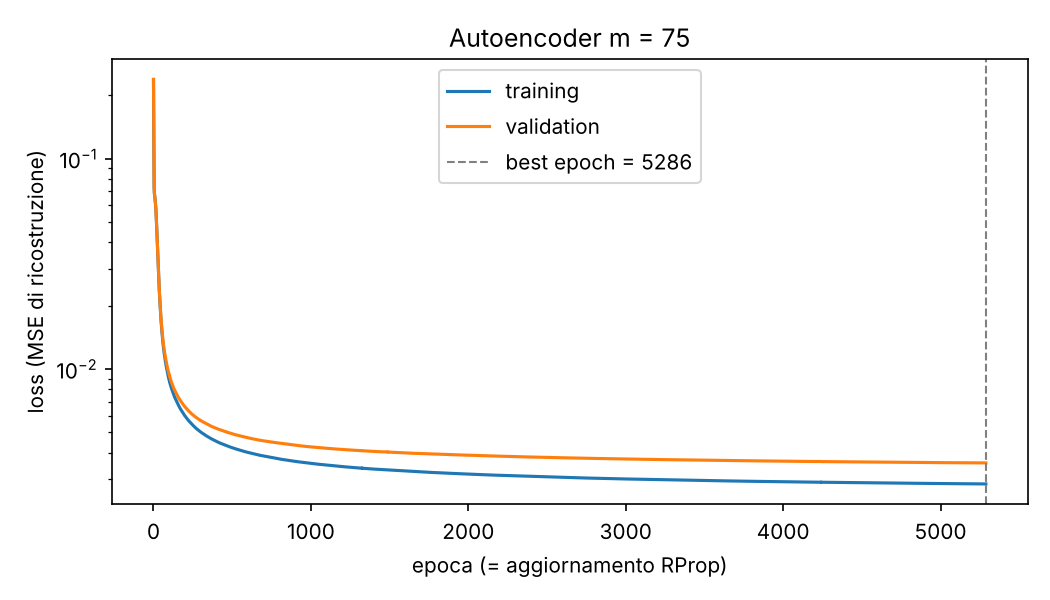 Autoencoder m = 75
training
validation
best epoch = 5286
loss (MSE di ricostruzione)
10⁻¹
10⁻²
0 1000 2000 3000 4000 5000
epoca (= aggiornamento RProp)